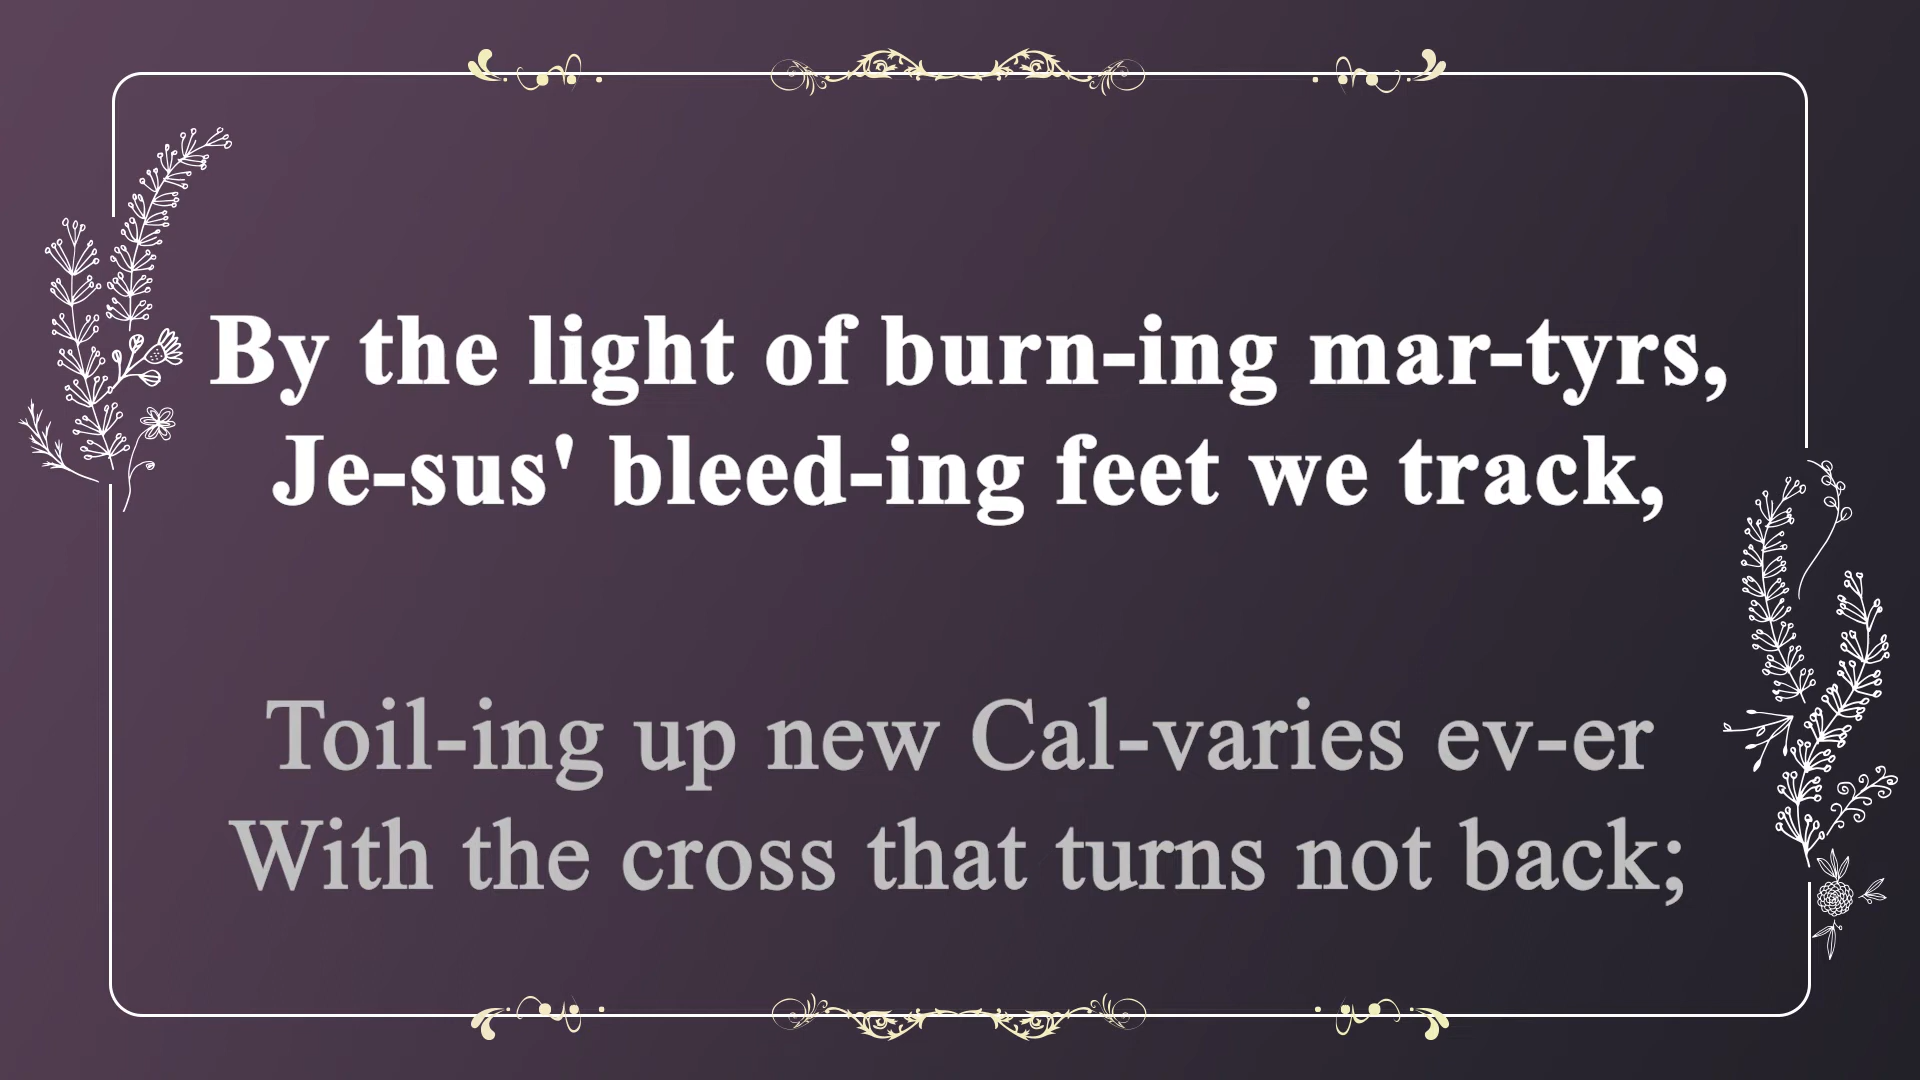 By the light of burn-ing mar-tyrs,
Je-sus' bleed-ing feet we track,
Toil-ing up new Cal-varies ev-er
With the cross that turns not back;